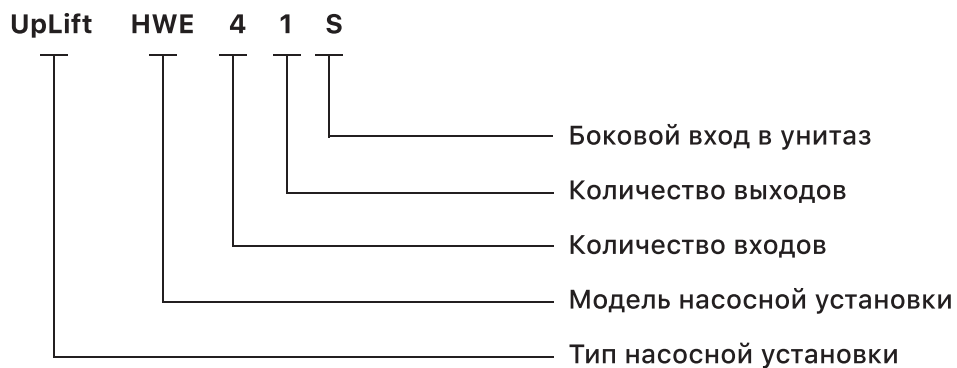 UpLift HWE 4 1 S
Боковой вход в унитаз
Количество выходов
Количество входов
Модель насосной установки
Тип насосной установки